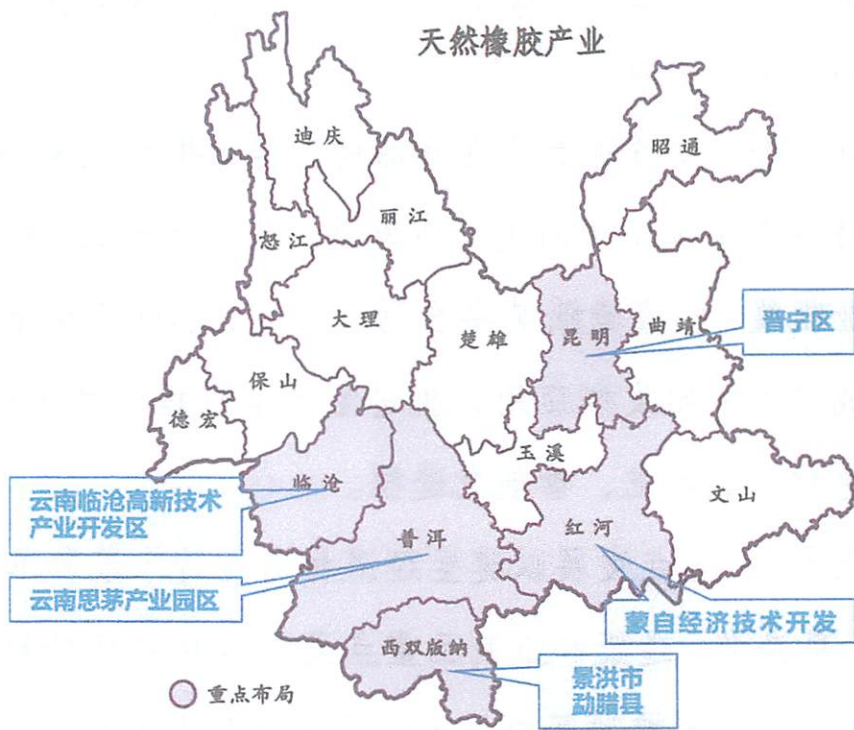 天然橡胶产业
迪庆
昭通
丽江
怒江
大理
楚雄
昆明
曲靖
晋宁区
保山
德宏
玉溪
临沧
云南临沧高新技术
产业开发区
文山
普洱
红河
云南思茅产业园区
蒙自经济技术开发
西双版纳
景洪市
勐腊县
重点布局